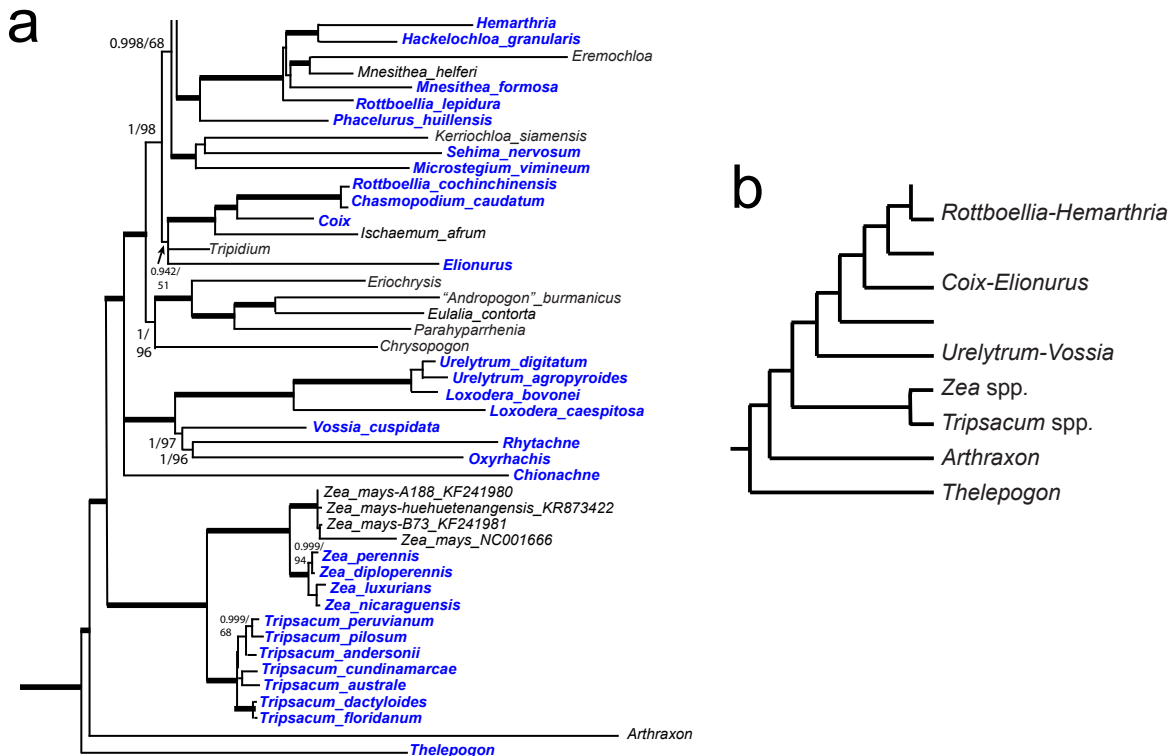 a
0.998/68
Hemarthria
Hackelochloa_granularis
Eremochloa
Mnesithea_helferi
Mnesithea_formosa
Rottboellia_lepidura
Phacelurus_huillensis
1/98
Kerriochloa_siamensis
Sehima_nervosum
Microstegium_vimineum
Rottboellia_cochinchinensis
Chasmopodium_caudatum
Coix
Ischaemum_afrum
Tripidium
0.942/
51
Elionurus
Eriochrysis
"Andropogon"_burmanicus
Eulalia_contorta
Parahyparrhenia
1/
96
Chrysopogon
Urelytrum_digitatum
Urelytrum_agropyroides
Loxodera_bovonei
Loxodera_caespitosa
Vossia_cuspidata
1/97
Rhytachne
1/96
Oxyrhachis
Chionachne
Zea_mays-A188_KF241980
Zea_mays-huehuetenangensis_KR873422
Zea_mays-B73_KF241981
Zea_mays_NC001666
0.999/
94
Zea_perennis
Zea_diploperennis
Zea_luxurians
Zea_nicaraguensis
0.999/
68
Tripsacum_peruvianum
Tripsacum_pilosum
Tripsacum_andersonii
Tripsacum_cundinamarcae
Tripsacum_australe
Tripsacum_dactyloides
Tripsacum_floridanum
Arthraxon
Thelepogon
b
Rottboellia-Hemarthria
Coix-Elionurus
Urelytrum-Vossia
Zea spp.
Tripsacum spp.
Arthraxon
Thelepogon